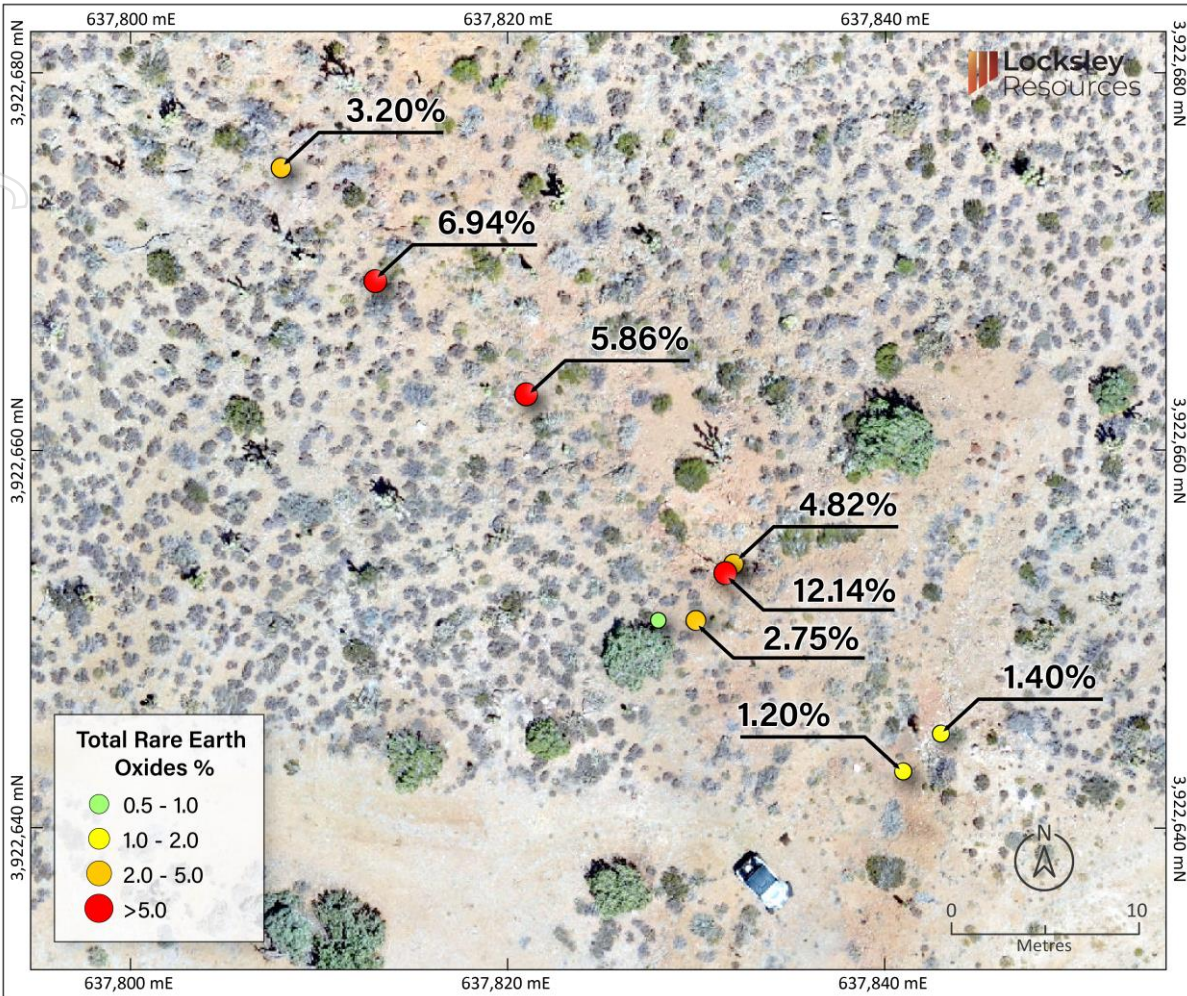 637,800 mE
637,820 mE
637,840 mE
3,922,680 mN
3,922,680 mN
Locksley
Resources
3.20%
6.94%
5.86%
3,922,660 mN
3,922,660 mN
4.82%
12.14%
2.75%
1.40%
1.20%
Total Rare Earth
Oxides %
0.5 - 1.0
1.0 - 2.0
2.0 - 5.0
>5.0
3,922,640 mN
3,922,640 mN
N
0 10
Metres
637,800 mE
637,820 mE
637,840 mE